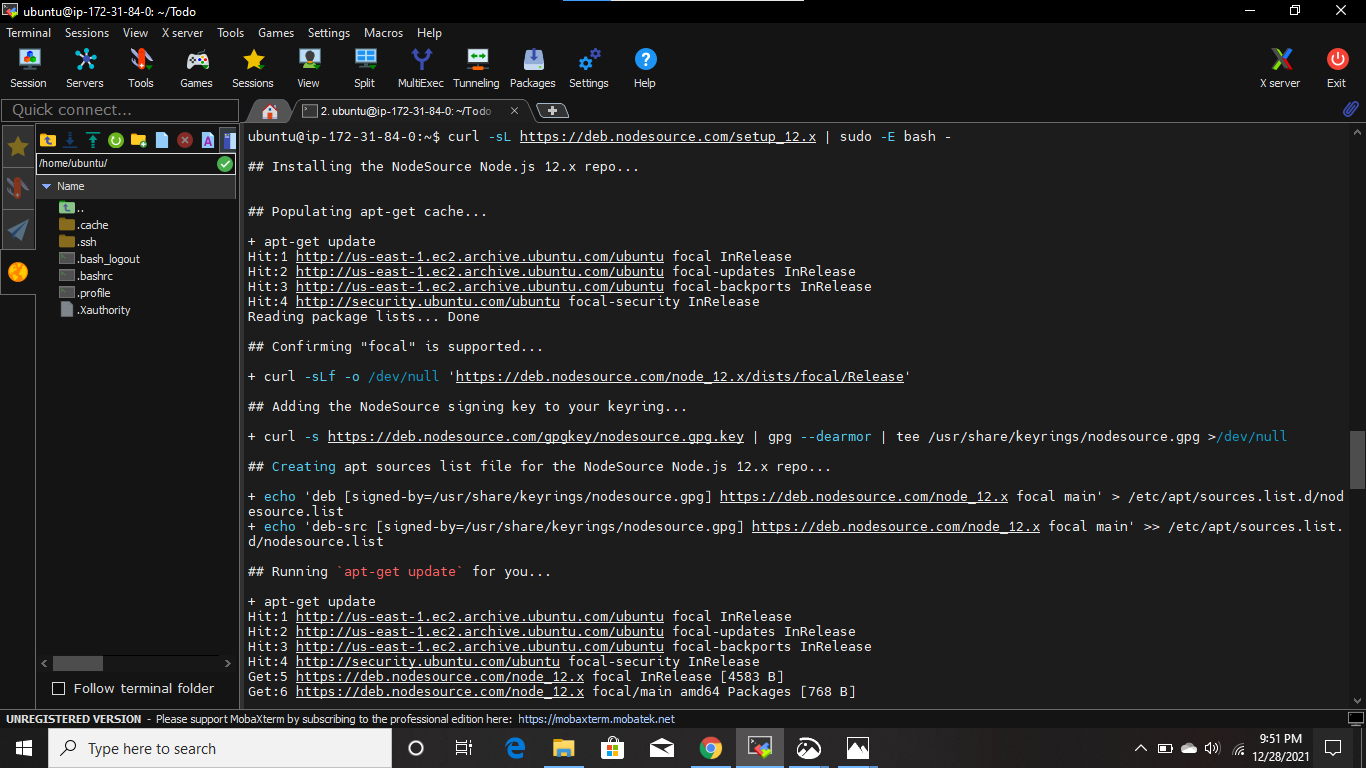 ubuntu@ip-172-31-84-0: ~/Todo
Terminal Sessions View X server Tools Games Settings Macros Help
Session Servers Tools Games Sessions View Split MultiExec Tunneling Packages Settings Help X server Exit
Quick connect...
2. ubuntu@ip-172-31-84-0: ~/Todo
/home/ubuntu/
Name
..
.cache
.ssh
.bash_logout
.bashrc
.profile
.Xauthority
Follow terminal folder
ubuntu@ip-172-31-84-0:~$ curl -sL https://deb.nodesource.com/setup_12.x | sudo -E bash -
## Installing the NodeSource Node.js 12.x repo...
## Populating apt-get cache...
+ apt-get update
Hit:1 http://us-east-1.ec2.archive.ubuntu.com/ubuntu focal InRelease
Hit:2 http://us-east-1.ec2.archive.ubuntu.com/ubuntu focal-updates InRelease
Hit:3 http://us-east-1.ec2.archive.ubuntu.com/ubuntu focal-backports InRelease
Hit:4 http://security.ubuntu.com/ubuntu focal-security InRelease
Reading package lists... Done
## Confirming "focal" is supported...
+ curl -sLf -o /dev/null 'https://deb.nodesource.com/node_12.x/dists/focal/Release'
## Adding the NodeSource signing key to your keyring...
+ curl -s https://deb.nodesource.com/gpgkey/nodesource.gpg.key | gpg --dearmor | tee /usr/share/keyrings/nodesource.gpg >/dev/null
## Creating apt sources list file for the NodeSource Node.js 12.x repo...
+ echo 'deb [signed-by=/usr/share/keyrings/nodesource.gpg] https://deb.nodesource.com/node_12.x focal main' > /etc/apt/sources.list.d/nod
esource.list
+ echo 'deb-src [signed-by=/usr/share/keyrings/nodesource.gpg] https://deb.nodesource.com/node_12.x focal main' >> /etc/apt/sources.list.
d/nodesource.list
## Running `apt-get update` for you...
+ apt-get update
Hit:1 http://us-east-1.ec2.archive.ubuntu.com/ubuntu focal InRelease
Hit:2 http://us-east-1.ec2.archive.ubuntu.com/ubuntu focal-updates InRelease
Hit:3 http://us-east-1.ec2.archive.ubuntu.com/ubuntu focal-backports InRelease
Hit:4 http://security.ubuntu.com/ubuntu focal-security InRelease
Get:5 https://deb.nodesource.com/node_12.x focal InRelease [4583 B]
Get:6 https://deb.nodesource.com/node_12.x focal/main amd64 Packages [768 B]
UNREGISTERED VERSION - Please support MobaXterm by subscribing to the professional edition here: https://mobaxterm.mobatek.net
Type here to search
9:51 PM
12/28/2021